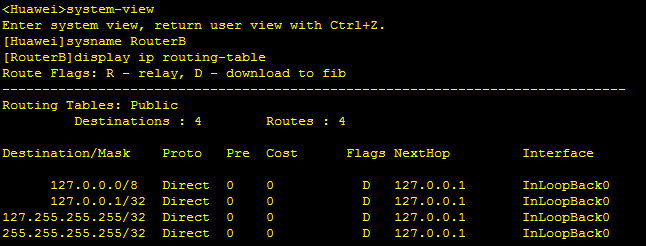 <Huawei>system-view
Enter system view, return user view with Ctrl+Z.
[Huawei]sysname RouterB
[RouterB]display ip routing-table
Route Flags: R - relay, D - download to fib
------------------------------------------------------------------------------
Routing Tables: Public
         Destinations : 4        Routes : 4

Destination/Mask    Proto   Pre  Cost      Flags NextHop         Interface

      127.0.0.0/8   Direct  0    0           D   127.0.0.1       InLoopBack0
      127.0.0.1/32  Direct  0    0           D   127.0.0.1       InLoopBack0
127.255.255.255/32  Direct  0    0           D   127.0.0.1       InLoopBack0
255.255.255.255/32  Direct  0    0           D   127.0.0.1       InLoopBack0